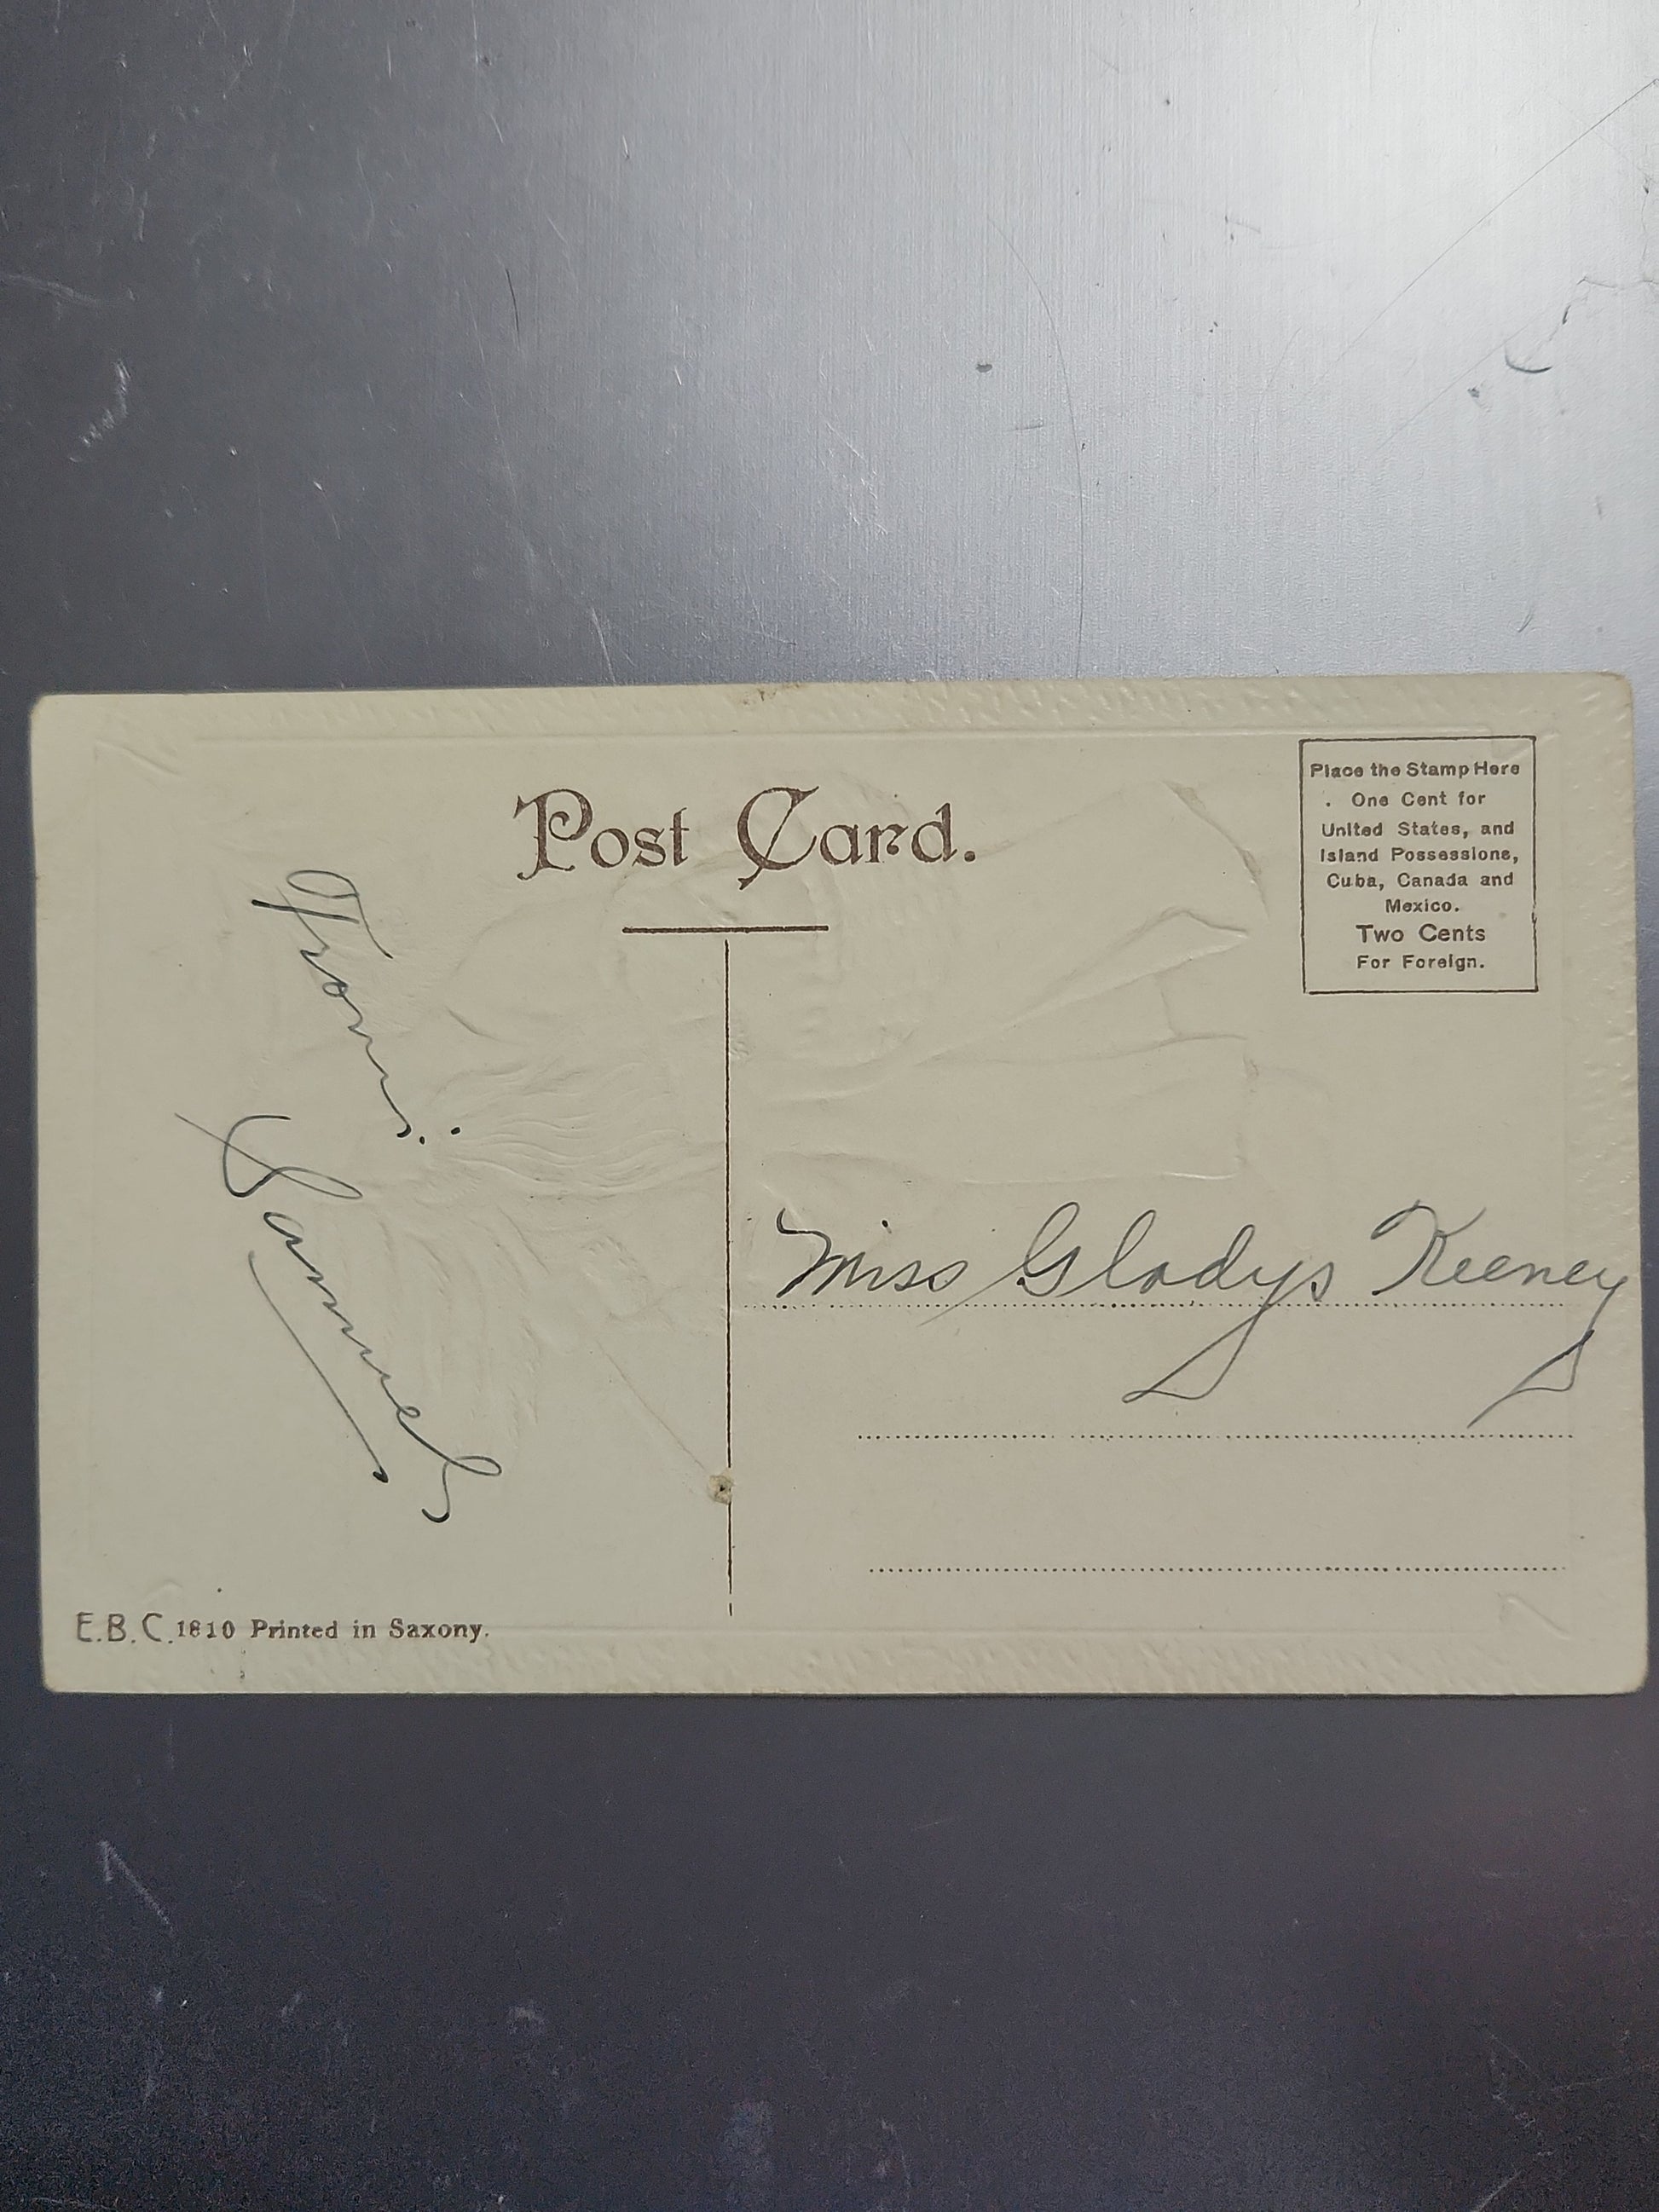 Post Card.
Place the Stamp Here
. One Cent for
United States, and
Island Possessions,
Cuba, Canada and
Mexico.
Two Cents
For Foreign.
From:
Miss Gladys Keeney
E.B.C. 1810 Printed in Saxony.